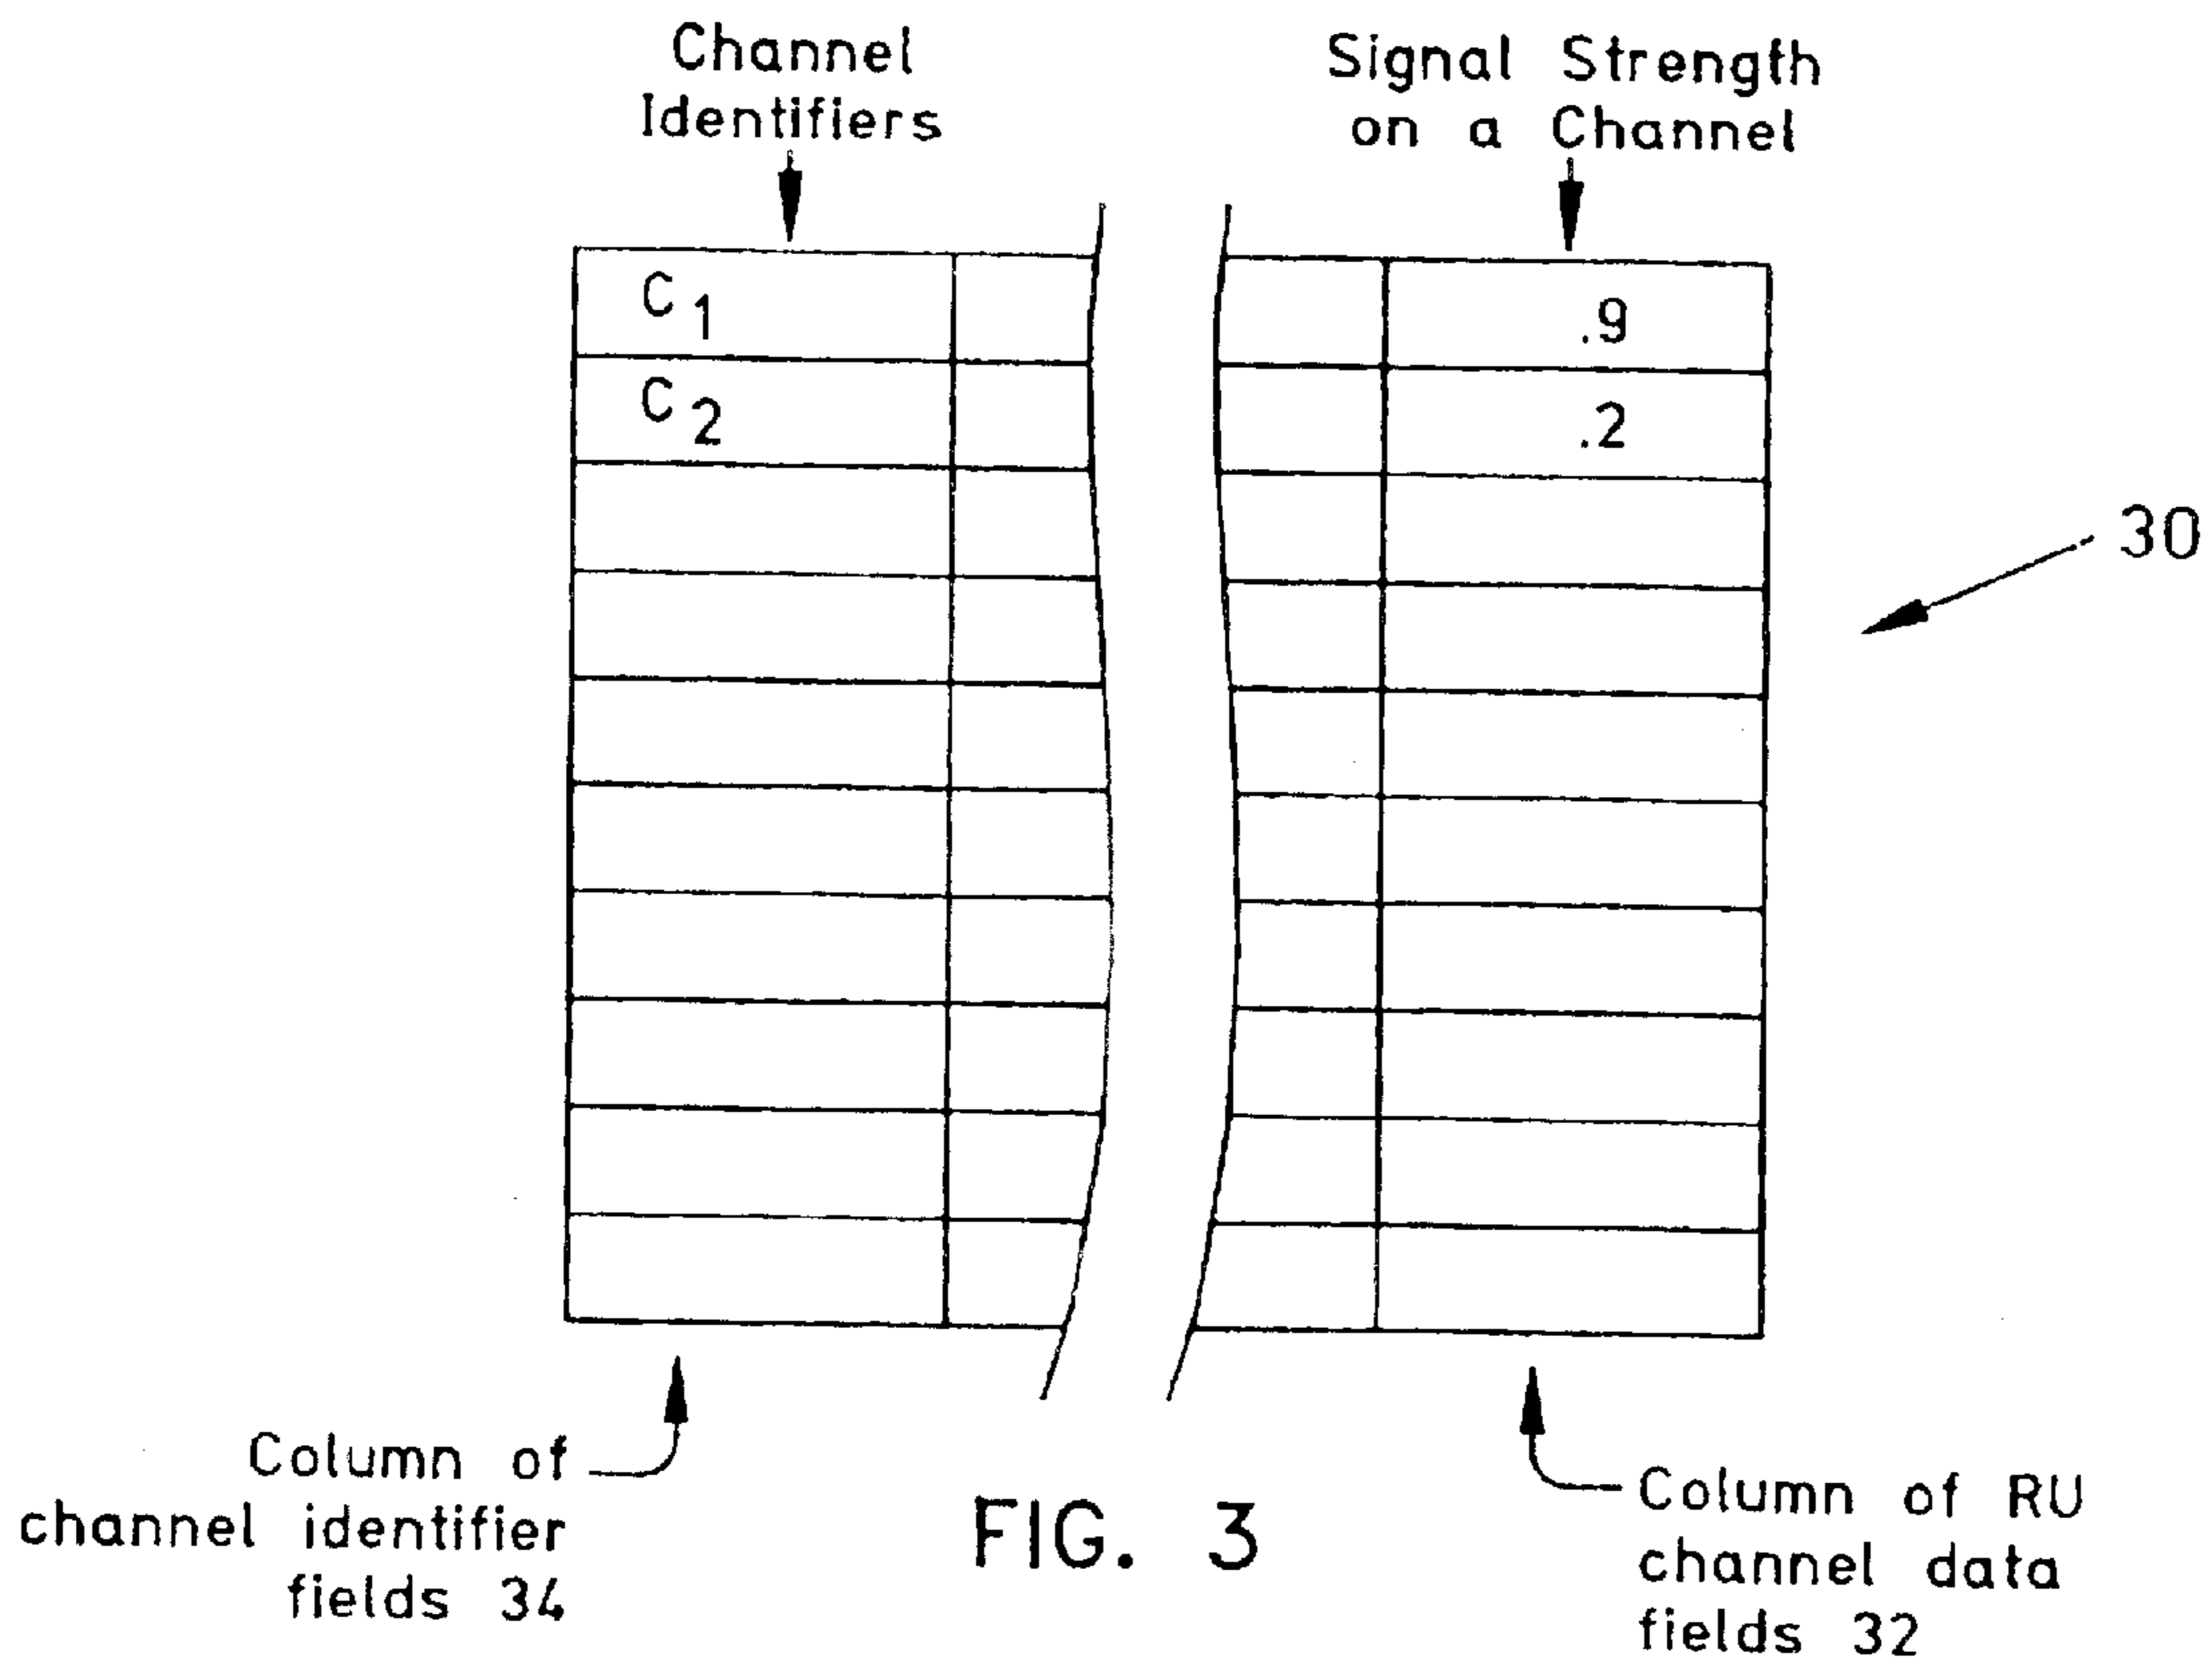 Channel
Identifiers
Signal Strength
on a Channel
C1
.9
C2
.2
30
Column of
channel identifier
fields 34
FIG. 3
Column of RU
channel data
fields 32